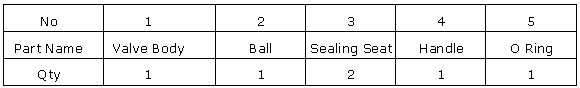 No 1 2 3 4 5
Part Name Valve Body Ball Sealing Seat Handle O Ring
Qty 1 1 2 1 1